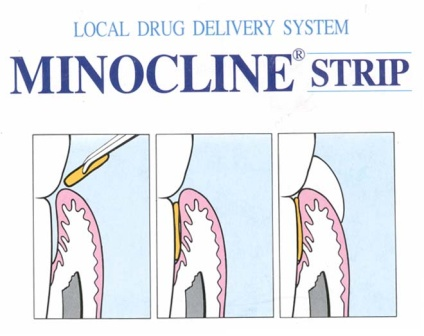 LOCAL DRUG DELIVERY SYSTEM
MINOCLINE® STRIP